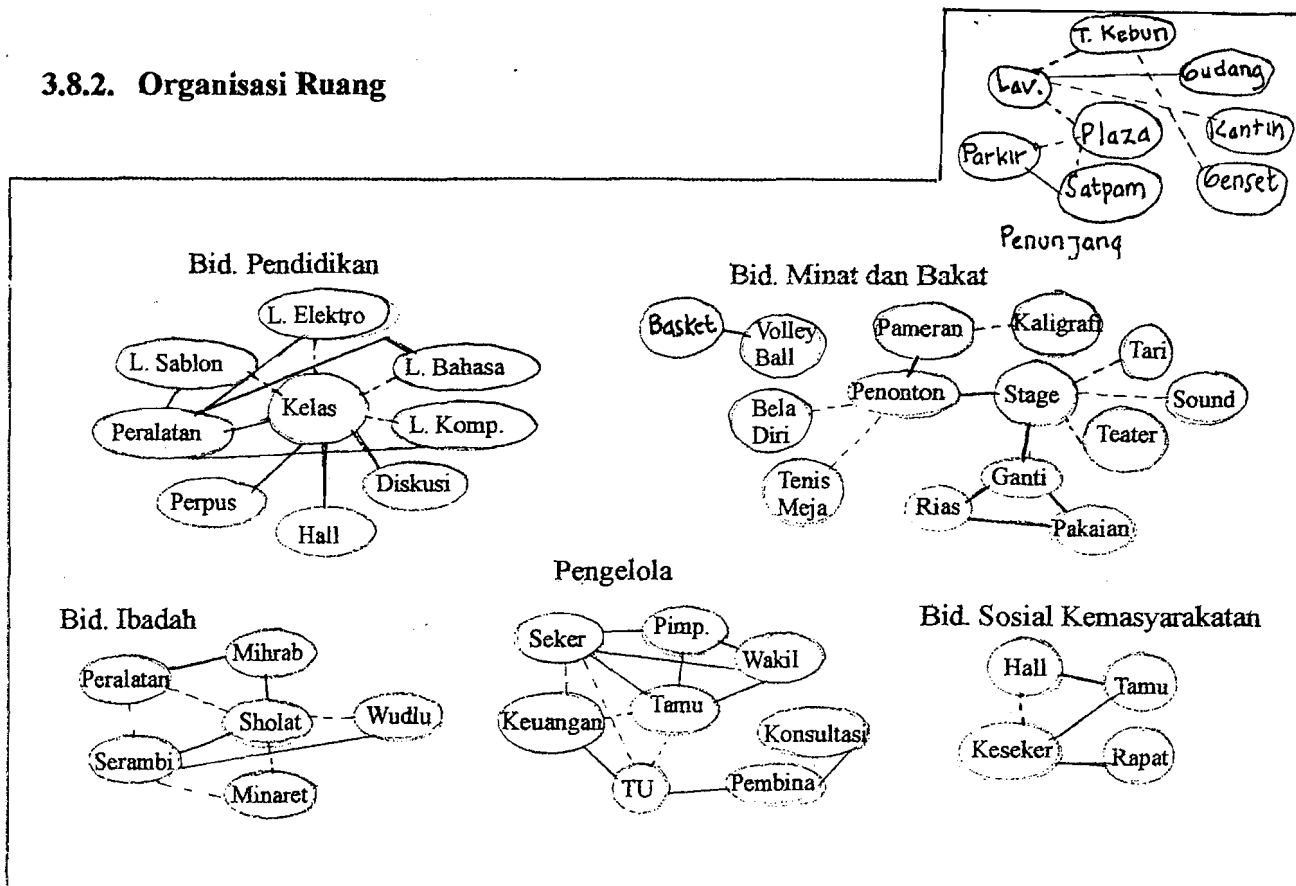 3.8.2. Organisasi Ruang
T. Kebun
Lav.
Gudang
Plaza
Kantin
Parkir
Satpam
Genset
Penunjang
Bid. Pendidikan
L. Elektro
L. Sablon
L. Bahasa
Kelas
Peralatan
L. Komp.
Perpus
Diskusi
Hall
Bid. Minat dan Bakat
Basket
Volley
Ball
Pameran
Kaligrafi
Tari
Bela
Diri
Penonton
Stage
Sound
Teater
Tenis
Meja
Ganti
Rias
Pakaian
Bid. Ibadah
Mihrab
Peralatan
Sholat
Wudlu
Serambi
Minaret
Pengelola
Seker
Pimp.
Wakil
Keuangan
Tamu
Konsultasi
TU
Pembina
Bid. Sosial Kemasyarakatan
Hall
Tamu
Keseker
Rapat